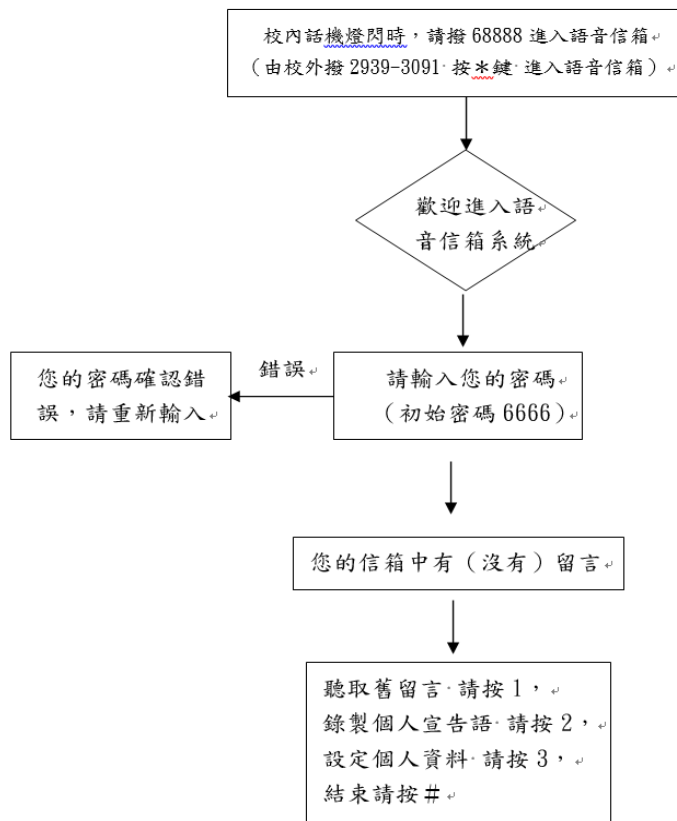 校內話機燈閃時，請撥 68888 進入語音信箱
（由校外撥 2939-3091 按＊鍵 進入語音信箱）
歡迎進入語
音信箱系統
您的密碼確認錯
誤，請重新輸入
錯誤
請輸入您的密碼
（初始密碼 6666）
您的信箱中有（沒有）留言
聽取舊留言 請按 1，
錄製個人宣告語 請按 2，
設定個人資料 請按 3，
結束請按＃